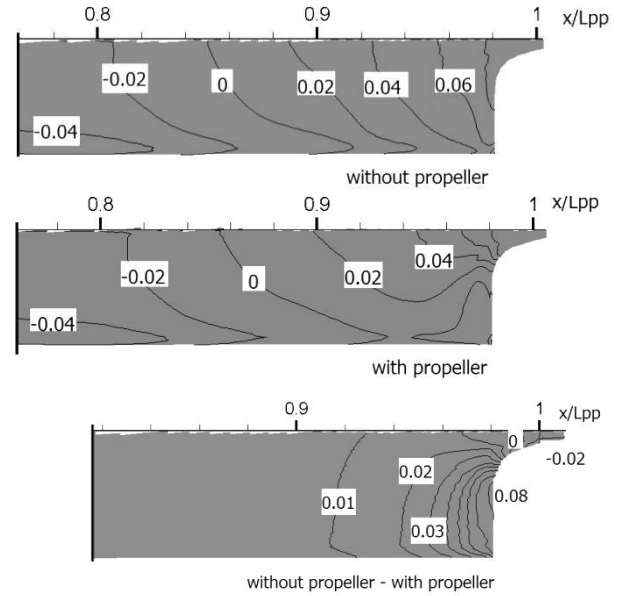 0.8 0.9 1 x/Lpp
-0.02 0 0.02 0.04 0.06
-0.04
without propeller
0.8 0.9 1 x/Lpp
-0.02 0 0.02 0.04
-0.04
with propeller
0.9 1 x/Lpp
0
-0.02
0.02
0.01 0.08
0.03
without propeller - with propeller